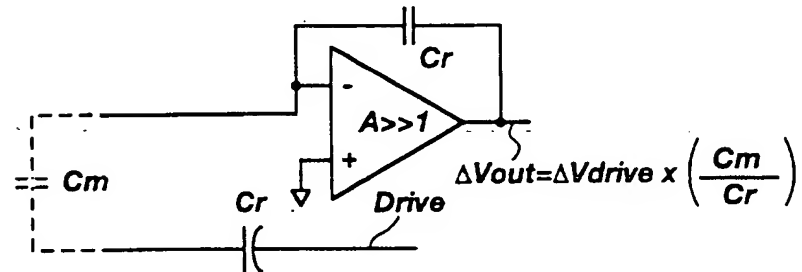 Cr
-
A>>1
+
Cm
ΔVout=ΔVdrive x (Cm/Cr)
Cr
Drive